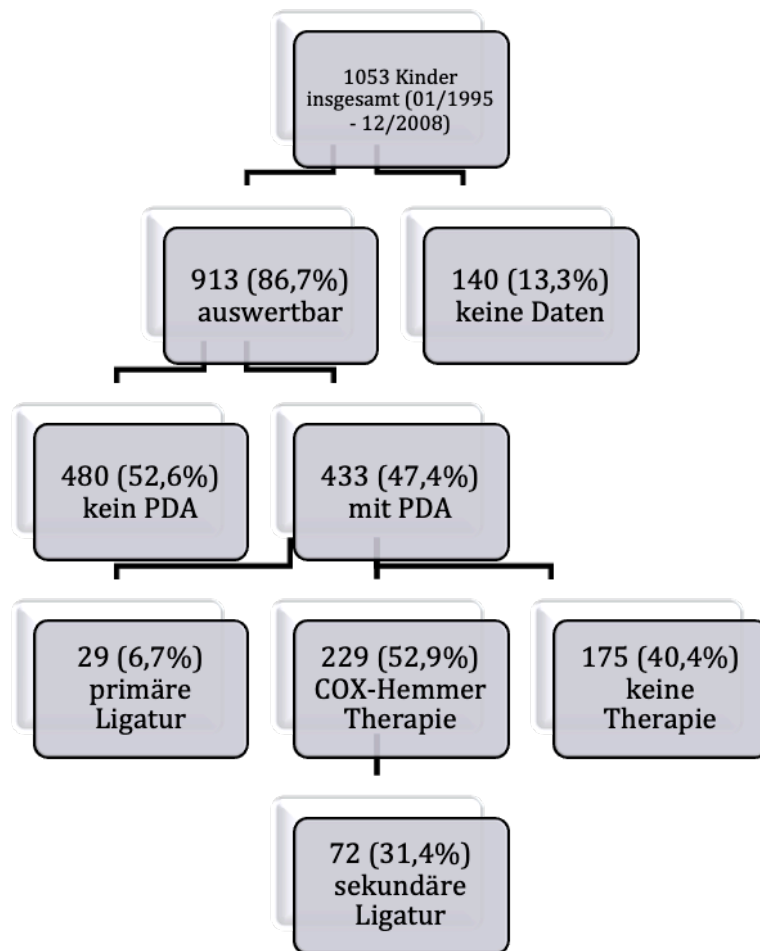 1053 Kinder
insgesamt (01/1995
- 12/2008)
913 (86,7%)
auswertbar
140 (13,3%)
keine Daten
480 (52,6%)
kein PDA
433 (47,4%)
mit PDA
29 (6,7%)
primäre
Ligatur
229 (52,9%)
COX-Hemmer
Therapie
175 (40,4%)
keine
Therapie
72 (31,4%)
sekundäre
Ligatur